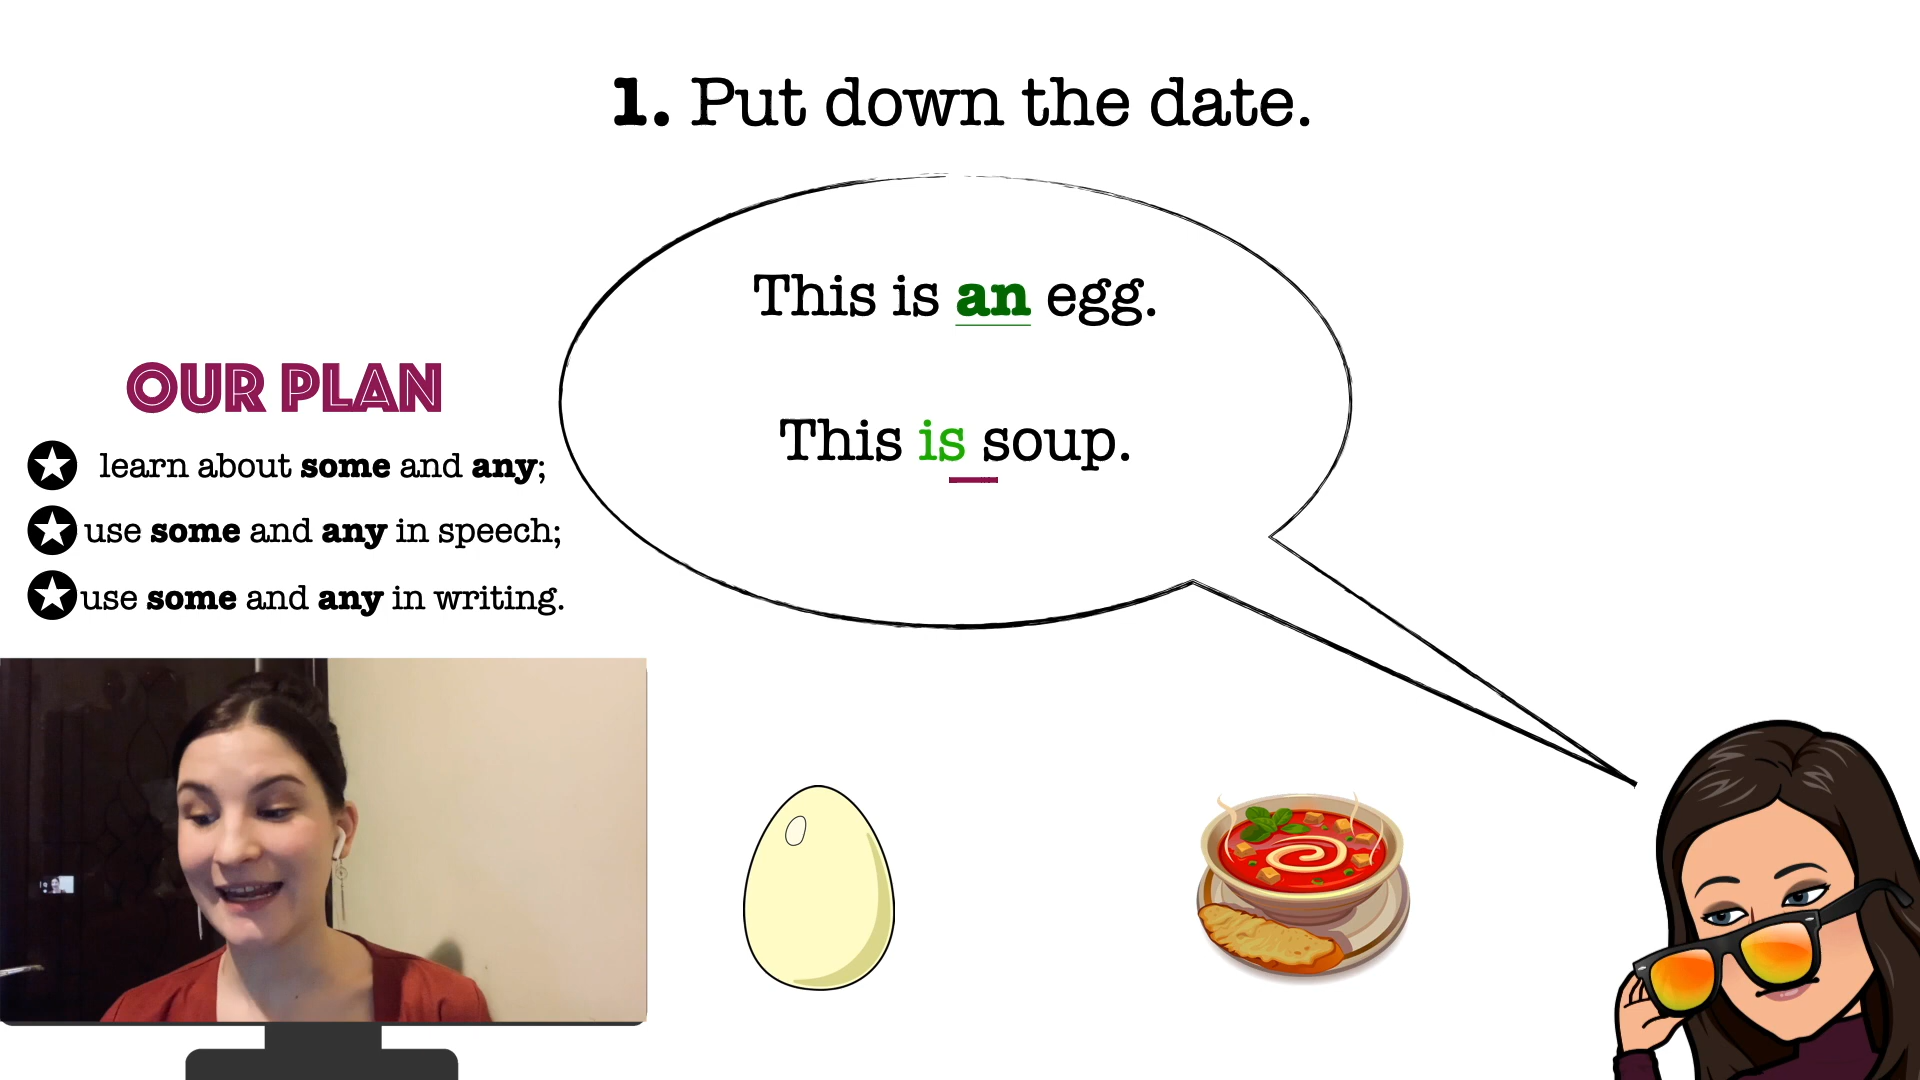 1. Put down the date.
This is an egg.
This is soup.
OUR PLAN
learn about some and any;
use some and any in speech;
use some and any in writing.